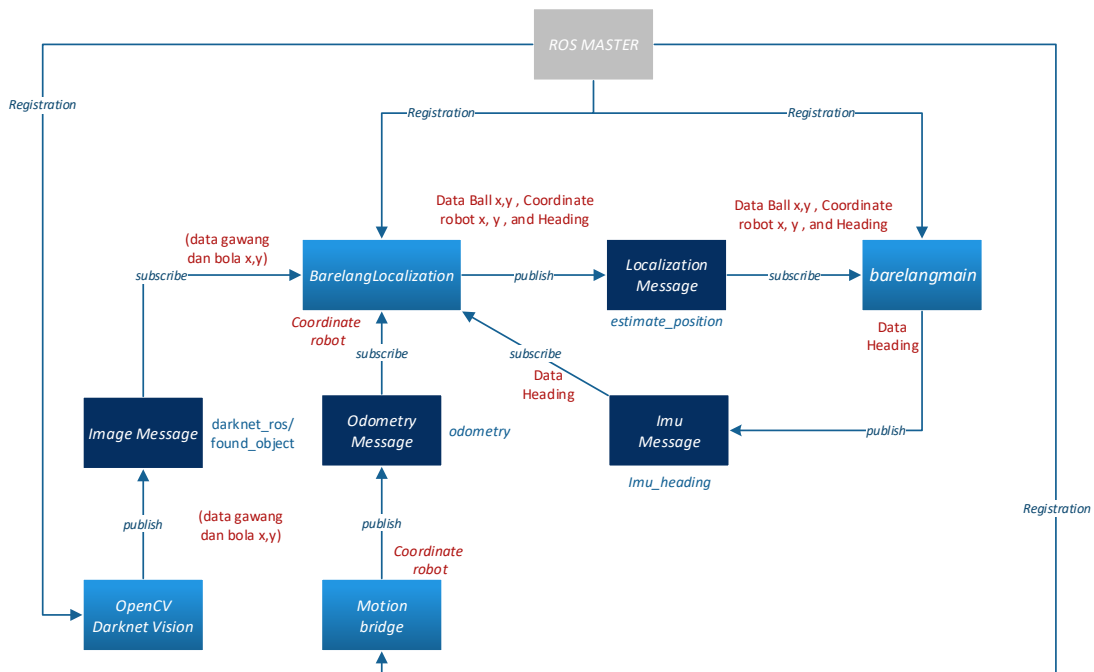 ROS MASTER
Registration
Registration
Registration
Data Ball x,y , Coordinate
robot x, y , and Heading
Data Ball x,y , Coordinate
robot x, y , and Heading
(data gawang
dan bola x,y)
subscribe
BarelangLocalization
publish
Localization
Message
subscribe
barelangmain
estimate_position
Coordinate
robot
Data
Heading
subscribe
subscribe
Data
Heading
Image Message
darknet_ros/
found_object
Odometry
Message
odometry
Imu
Message
publish
Imu_heading
Registration
publish
(data gawang
dan bola x,y)
publish
Coordinate
robot
OpenCV
Darknet Vision
Motion
bridge